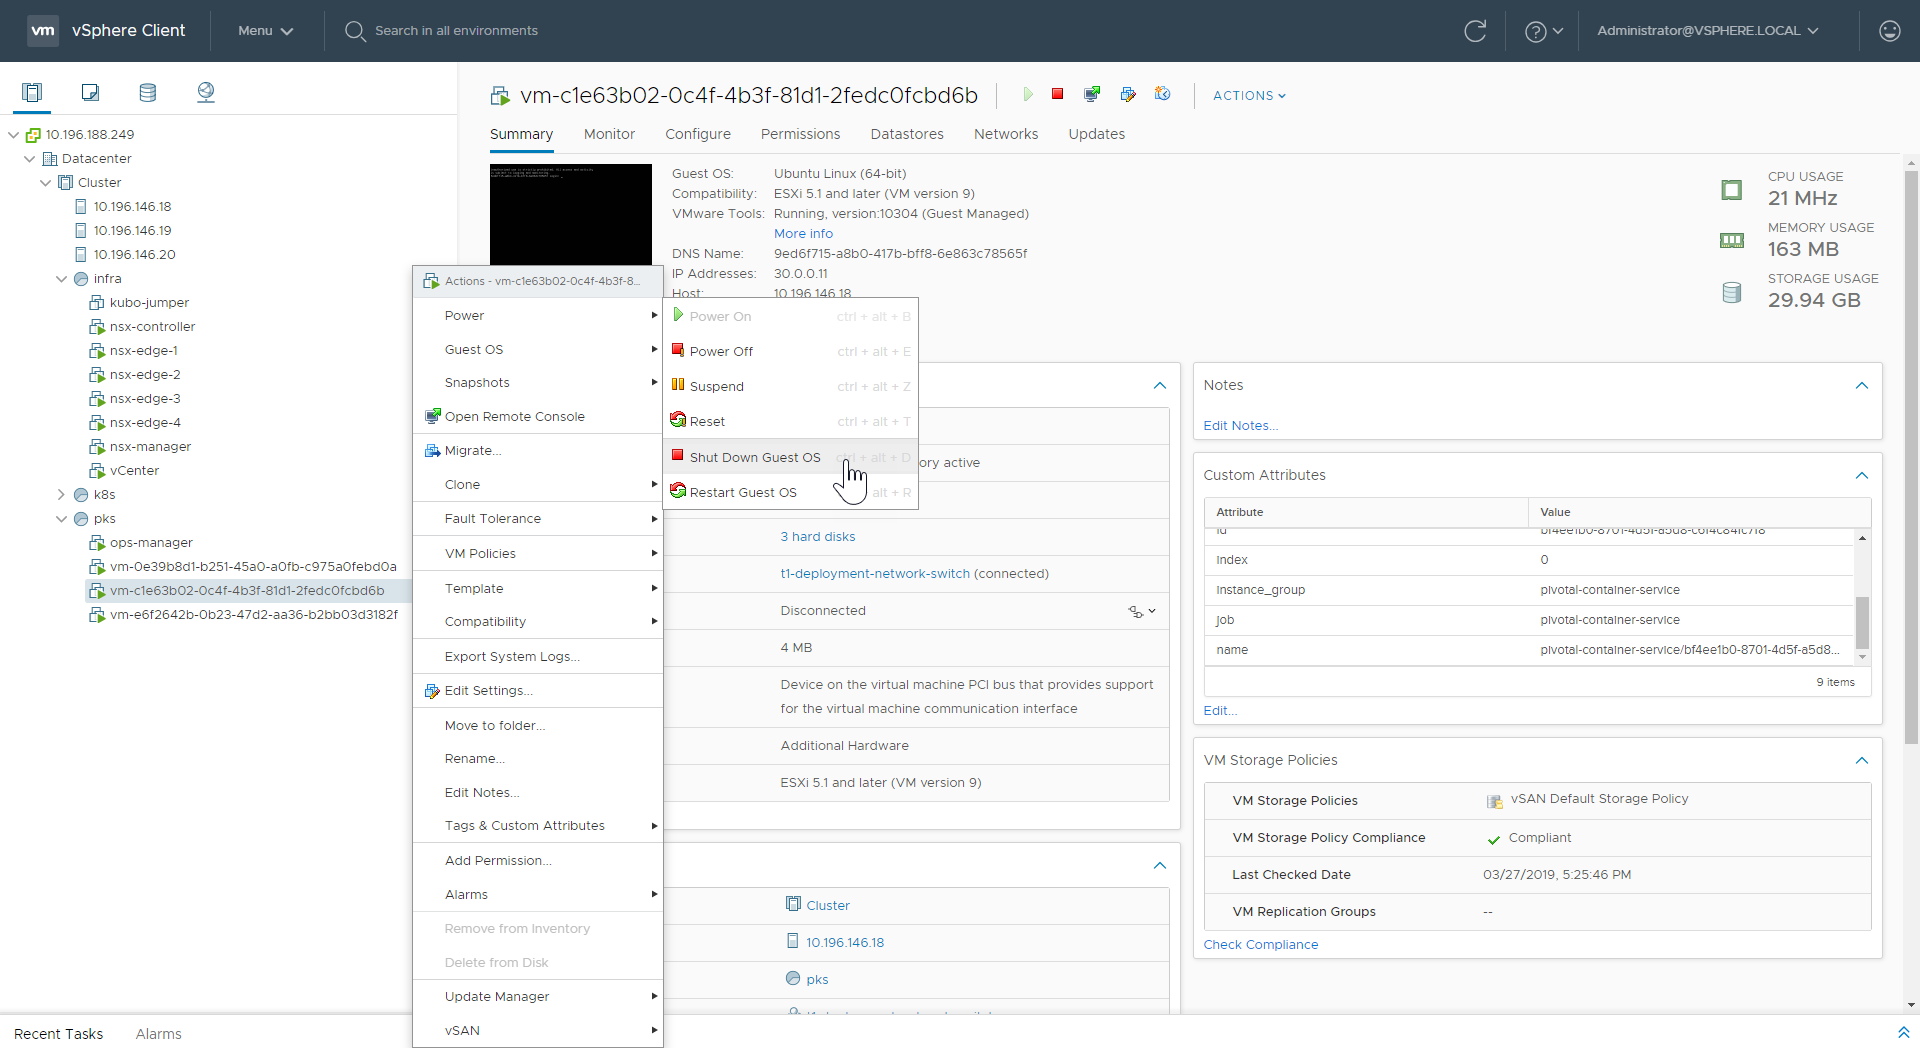 vm vSphere Client
Menu
Search in all environments
Administrator@VSPHERE.LOCAL
10.196.188.249
Datacenter
Cluster
10.196.146.18
10.196.146.19
10.196.146.20
infra
kubo-jumper
nsx-controller
nsx-edge-1
nsx-edge-2
nsx-edge-3
nsx-edge-4
nsx-manager
vCenter
k8s
pks
ops-manager
vm-0e39b8d1-b251-45a0-a0fb-c975a0febd0a
vm-c1e63b02-0c4f-4b3f-81d1-2fedc0fcbd6b
vm-e6f2642b-0b23-47d2-aa36-b2bb03d3182f
vm-c1e63b02-0c4f-4b3f-81d1-2fedc0fcbd6b
ACTIONS
Summary Monitor Configure Permissions Datastores Networks Updates
Guest OS: Ubuntu Linux (64-bit)
Compatibility: ESXi 5.1 and later (VM version 9)
VMware Tools: Running, version:10304 (Guest Managed)
More info
DNS Name: 9ed6f715-a8b0-417b-bff8-6e863c78565f
IP Addresses: 30.0.0.11
Host: 10.196.146.18
CPU USAGE
21 MHz
MEMORY USAGE
163 MB
STORAGE USAGE
29.94 GB
Actions - vm-c1e63b02-0c4f-4b3f-8...
Power
Guest OS
Snapshots
Open Remote Console
Migrate...
Clone
Fault Tolerance
VM Policies
Template
Compatibility
Export System Logs...
Edit Settings...
Move to folder...
Rename...
Edit Notes...
Tags & Custom Attributes
Add Permission...
Alarms
Remove from Inventory
Delete from Disk
Update Manager
vSAN
Power On ctrl + alt + B
Power Off ctrl + alt + E
Suspend ctrl + alt + Z
Reset ctrl + alt + T
Shut Down Guest OS ctrl + alt + D
Restart Guest OS alt + R
ory active
3 hard disks
t1-deployment-network-switch (connected)
Disconnected
4 MB
Device on the virtual machine PCI bus that provides support
for the virtual machine communication interface
Additional Hardware
ESXi 5.1 and later (VM version 9)
Cluster
10.196.146.18
pks
Notes
Edit Notes...
Custom Attributes
Attribute Value
id bf4ee1b0-8701-4d5f-a5d8-c6f4c841c7f8
index 0
instance_group pivotal-container-service
job pivotal-container-service
name pivotal-container-service/bf4ee1b0-8701-4d5f-a5d8...
9 items
Edit...
VM Storage Policies
VM Storage Policies vSAN Default Storage Policy
VM Storage Policy Compliance Compliant
Last Checked Date 03/27/2019, 5:25:46 PM
VM Replication Groups --
Check Compliance
Recent Tasks Alarms